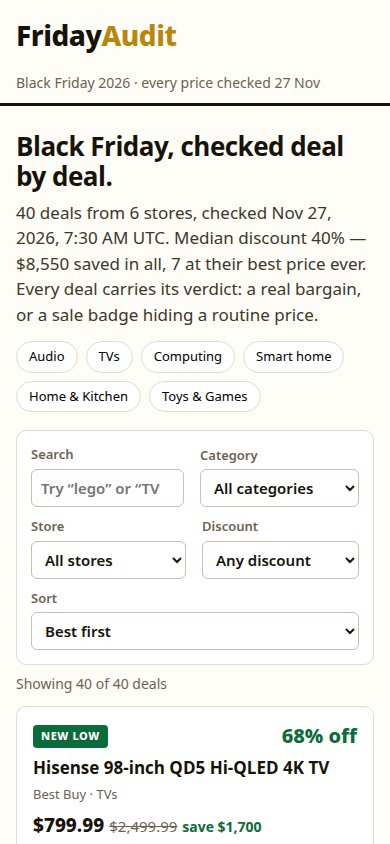 FridayAudit
Black Friday 2026 · every price checked 27 Nov
Black Friday, checked deal
by deal.
40 deals from 6 stores, checked Nov 27,
2026, 7:30 AM UTC. Median discount 40% —
$8,550 saved in all, 7 at their best price ever.
Every deal carries its verdict: a real bargain,
or a sale badge hiding a routine price.
Audio TVs Computing Smart home
Home & Kitchen Toys & Games
Search Category
Try “lego” or “TV All categories
Store Discount
All stores Any discount
Sort
Best first
Showing 40 of 40 deals
NEW LOW 68% off
Hisense 98-inch QD5 Hi-QLED 4K TV
Best Buy · TVs
$799.99 $2,499.99 save $1,700